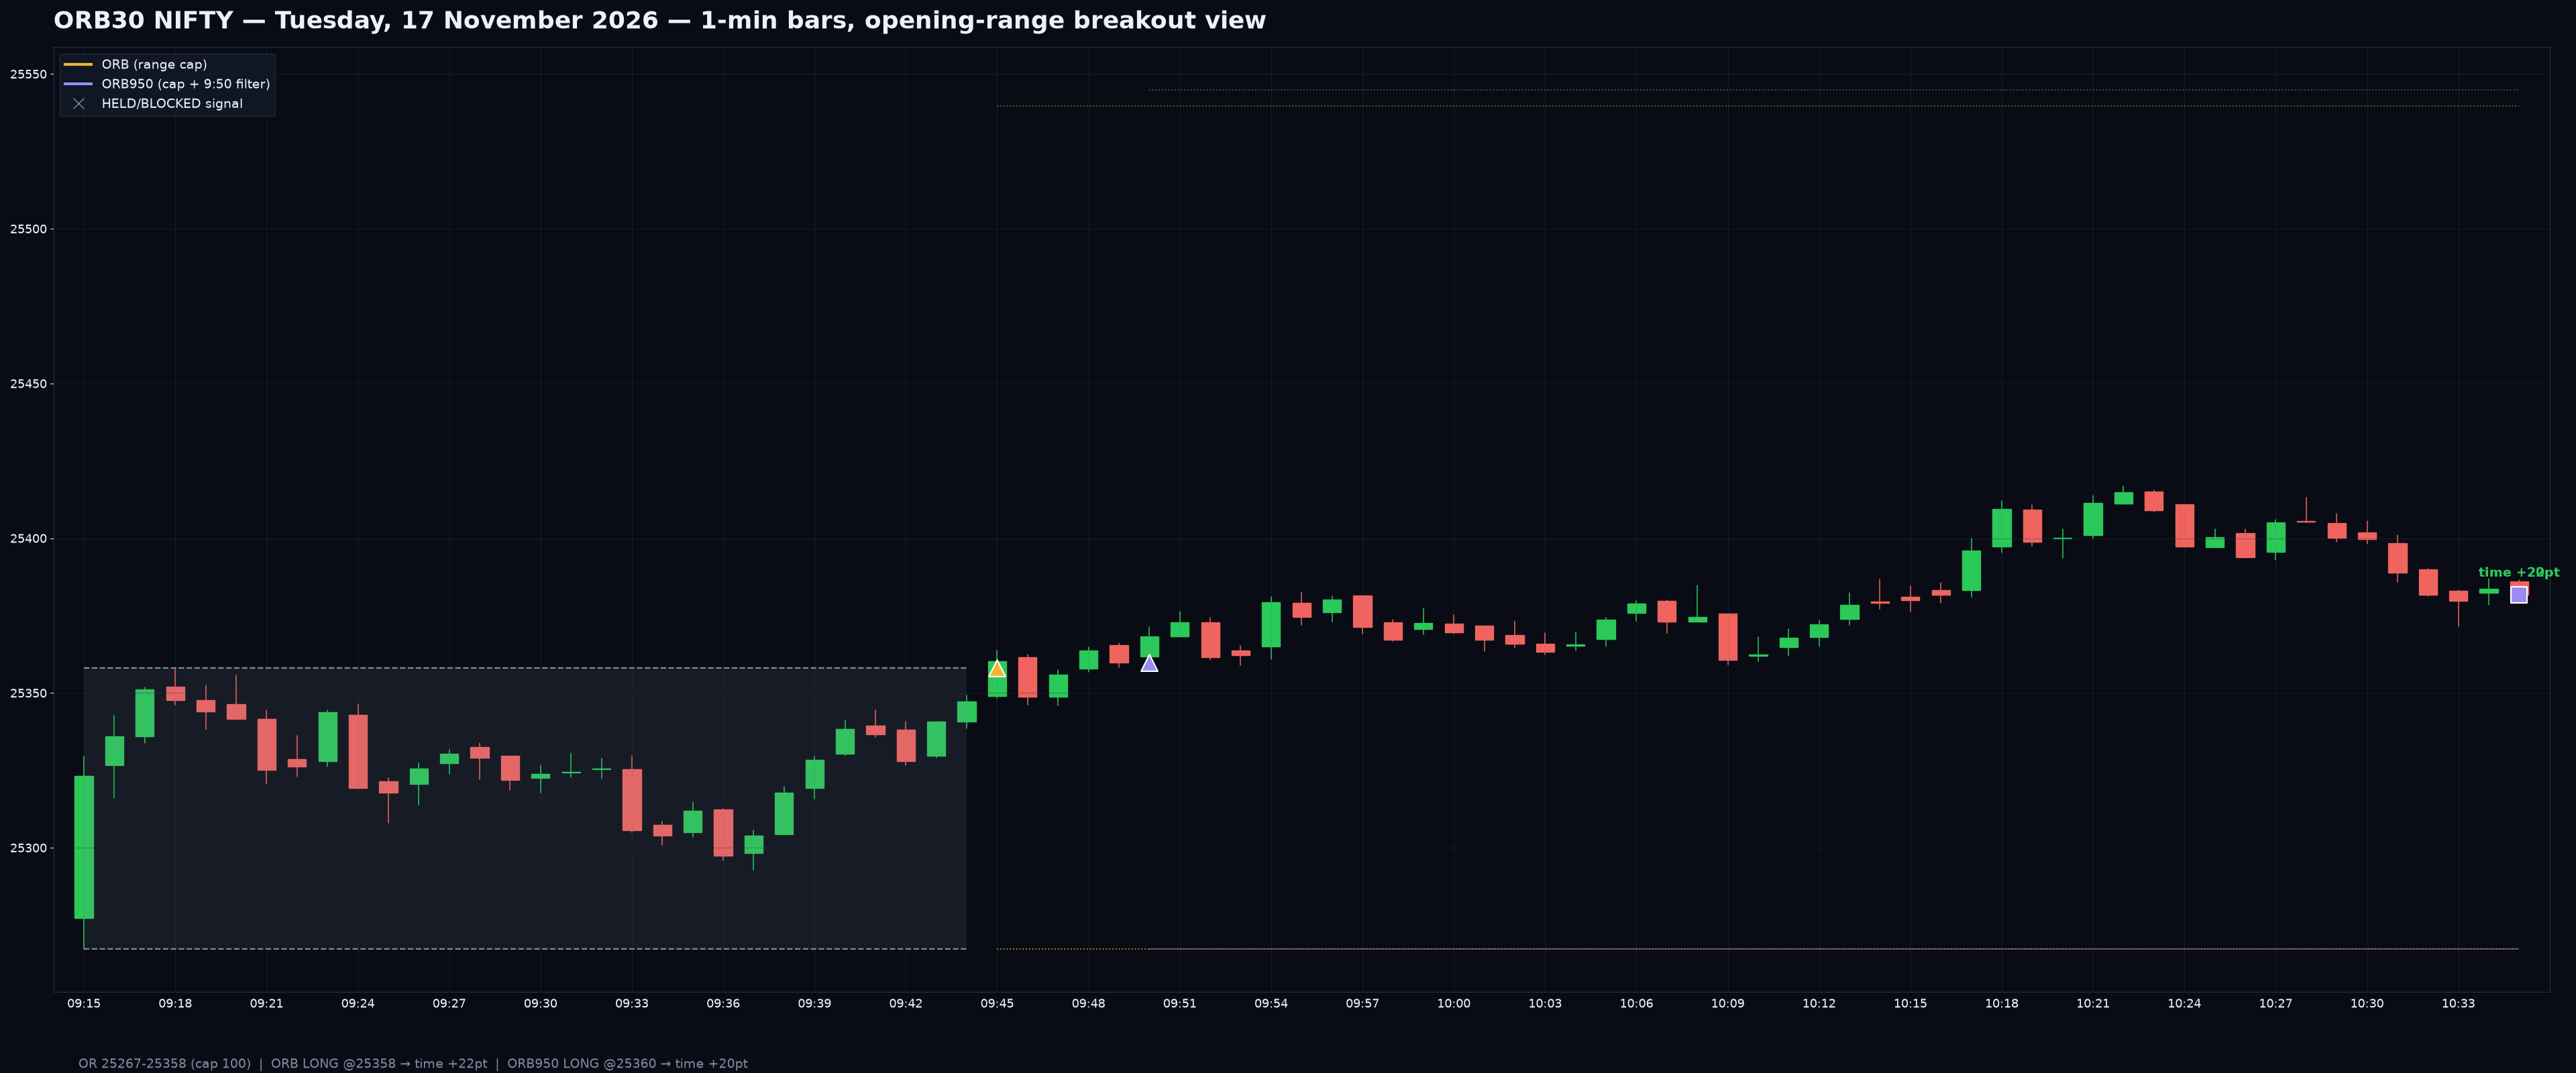 ORB30 NIFTY — Tuesday, 17 November 2026 — 1-min bars, opening-range breakout view
ORB (range cap)
ORB950 (cap + 9:50 filter)
HELD/BLOCKED signal
25550
25500
25450
25400
25350
25300
time +22pt
09:15 09:18 09:21 09:24 09:27 09:30 09:33 09:36 09:39 09:42 09:45 09:48 09:51 09:54 09:57 10:00 10:03 10:06 10:09 10:12 10:15 10:18 10:21 10:24 10:27 10:30 10:33
OR 25267-25358 (cap 100) | ORB LONG @25358 → time +22pt | ORB950 LONG @25360 → time +20pt